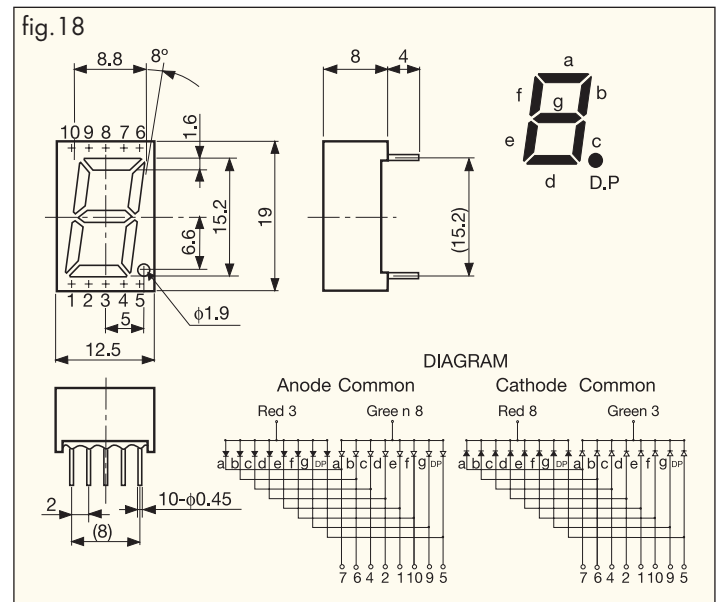 fig.18
8.8
8°
8
4
10 9 8 7 6
1.6
15.2
19
6.6
1 2 3 4 5
ϕ1.9
5
12.5
(15.2)
a
f
b
g
e
c
d
D.P
2
(8)
10-ϕ0.45
DIAGRAM
Anode Common
Cathode Common
Red 3
Gree n 8
Red 8
Green 3
a b c d e f g DP a b c d e f g DP
a b c d e f g DP a b c d e f g DP
7 6 4 2 1 10 9 5
7 6 4 2 1 10 9 5